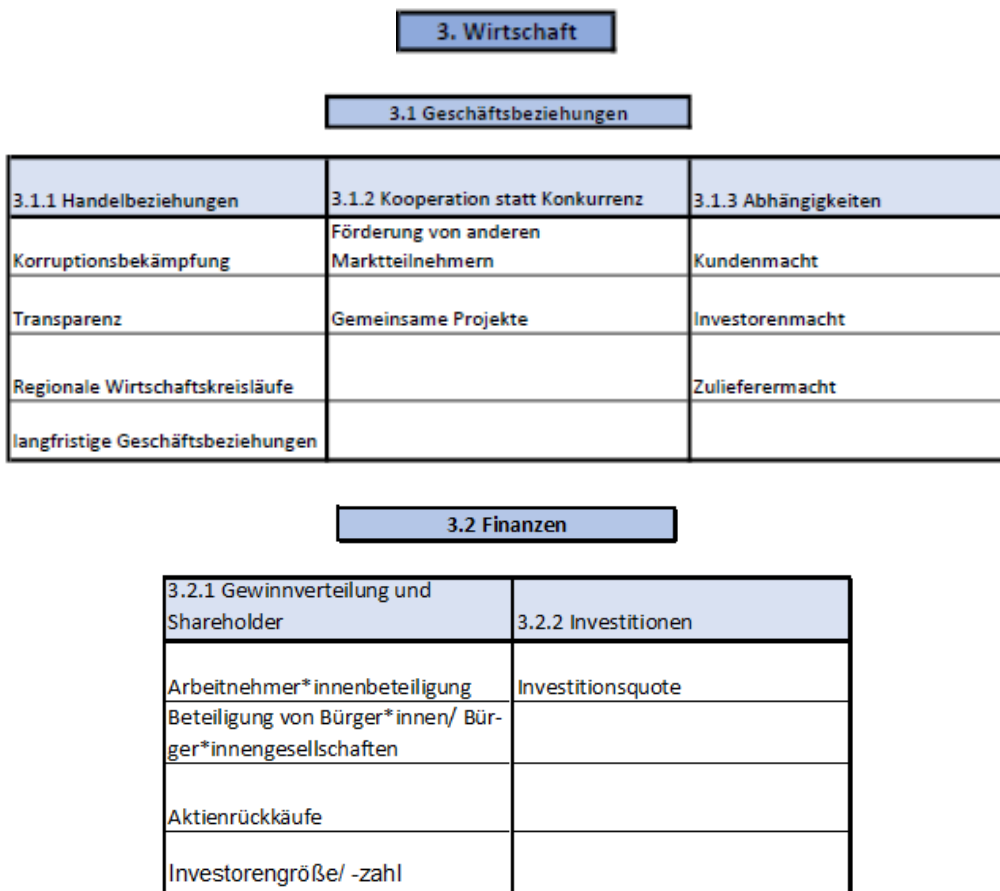 3. Wirtschaft
3.1 Geschäftsbeziehungen
3.1.1 Handelbeziehungen
3.1.2 Kooperation statt Konkurrenz
3.1.3 Abhängigkeiten
Korruptionsbekämpfung
Förderung von anderen
Marktteilnehmern
Kundenmacht
Transparenz
Gemeinsame Projekte
Investorenmacht
Regionale Wirtschaftskreisläufe
Zulieferermacht
langfristige Geschäftsbeziehungen
3.2 Finanzen
3.2.1 Gewinnverteilung und
Shareholder
3.2.2 Investitionen
Arbeitnehmer*innenbeteiligung
Investitionsquote
Beteiligung von Bürger*innen/ Bür-
ger*innengesellschaften
Aktienrückkäufe
Investorengröße/ -zahl